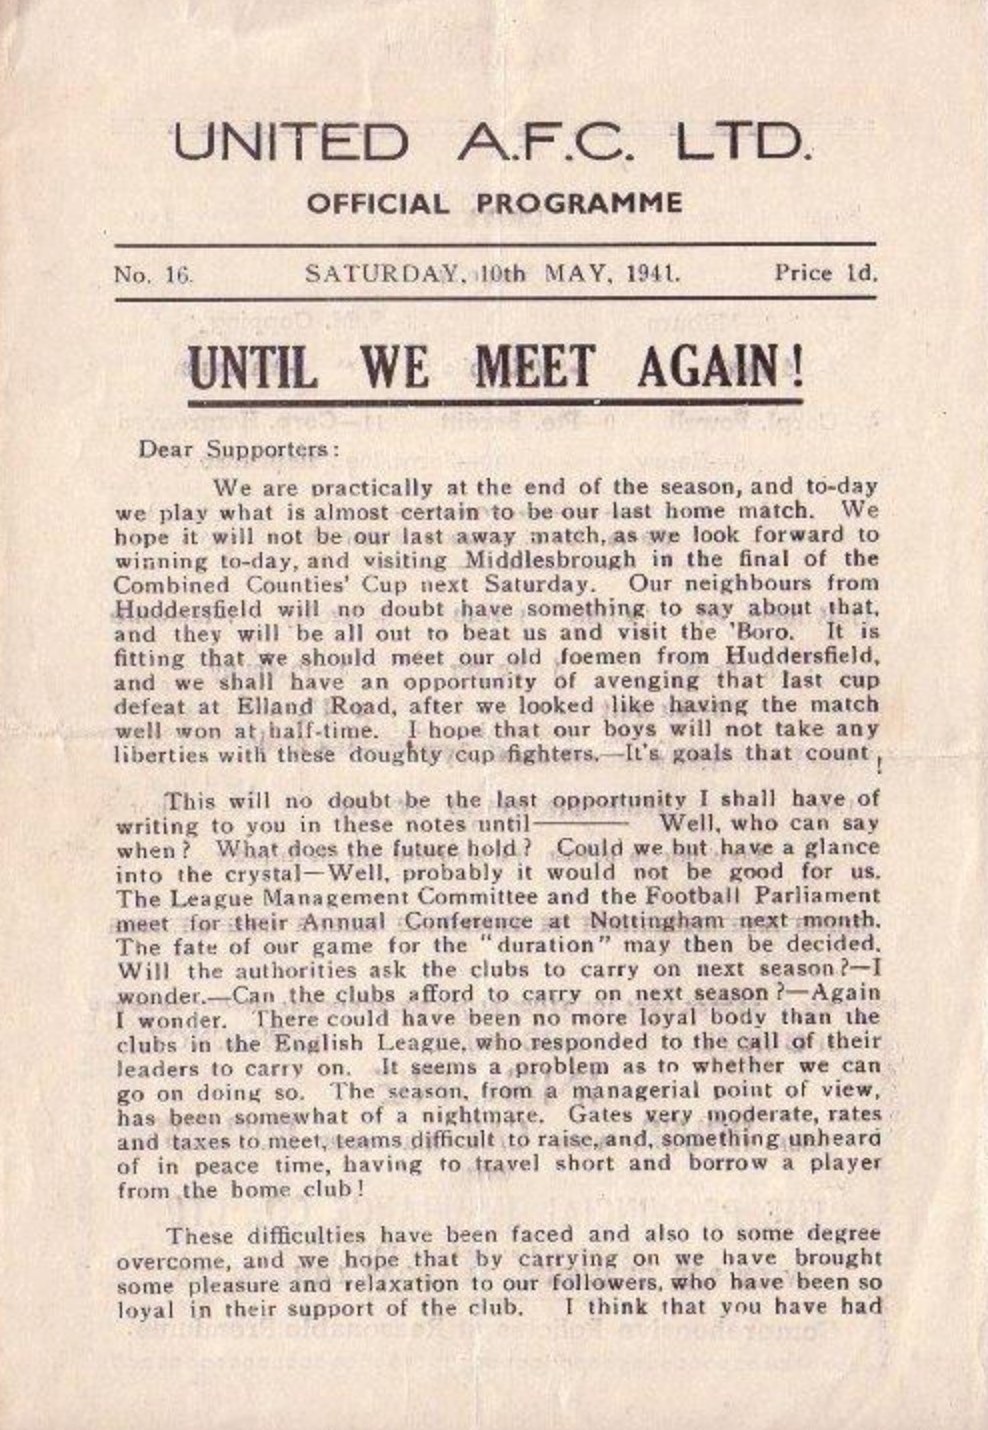 UNITED A.F.C. LTD.
OFFICIAL PROGRAMME
No. 16. SATURDAY, 10th MAY, 1941. Price 1d.
UNTIL WE MEET AGAIN!
Dear Supporters:
We are practically at the end of the season, and to-day
we play what is almost certain to be our last home match. We
hope it will not be our last away match, as we look forward to
winning to-day, and visiting Middlesbrough in the final of the
Combined Counties' Cup next Saturday. Our neighbours from
Huddersfield will no doubt have something to say about that,
and they will be all out to beat us and visit the 'Boro. It is
fitting that we should meet our old foemen from Huddersfield,
and we shall have an opportunity of avenging that last cup
defeat at Elland Road, after we looked like having the match
well won at half-time. I hope that our boys will not take any
liberties with these doughty cup fighters.—It's goals that count!
This will no doubt be the last opportunity I shall have of
writing to you in these notes until——— Well, who can say
when? What does the future hold? Could we but have a glance
into the crystal—Well, probably it would not be good for us.
The League Management Committee and the Football Parliament
meet for their Annual Conference at Nottingham next month.
The fate of our game for the "duration" may then be decided.
Will the authorities ask the clubs to carry on next season?—I
wonder.—Can the clubs afford to carry on next season?—Again
I wonder. There could have been no more loyal body than the
clubs in the English League, who responded to the call of their
leaders to carry on. It seems a problem as to whether we can
go on doing so. The season, from a managerial point of view,
has been somewhat of a nightmare. Gates very moderate, rates
and taxes to meet, teams difficult to raise, and, something unheard
of in peace time, having to travel short and borrow a player
from the home club!
These difficulties have been faced and also to some degree
overcome, and we hope that by carrying on we have brought
some pleasure and relaxation to our followers, who have been so
loyal in their support of the club. I think that you have had